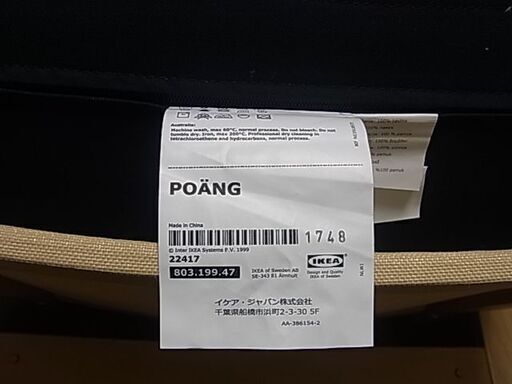 Australia:
Machine wash, max 60°C, normal process. Do not bleach. Do not
tumble dry. Iron, max 200°C. Professional dry cleaning in
tetrachloroethene and hydrocarbons, normal process.
POÄNG
Made in China
© Inter IKEA Systems B.V. 1999
22417
803.199.47
1748
IKEA of Sweden AB
SE-343 81 Älmhult
IKEA
Design and Quality
IKEA of Sweden
イケア・ジャパン株式会社
千葉県船橋市浜町2-3-30 5F
AA-386154-2